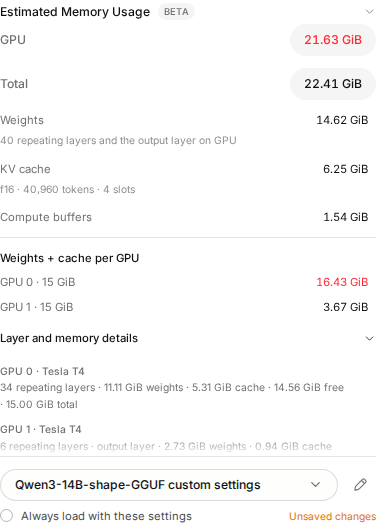 Estimated Memory Usage BETA
GPU 21.63 GiB
Total 22.41 GiB
Weights 14.62 GiB
40 repeating layers and the output layer on GPU
KV cache 6.25 GiB
f16 · 40,960 tokens · 4 slots
Compute buffers 1.54 GiB
Weights + cache per GPU
GPU 0 · 15 GiB 16.43 GiB
GPU 1 · 15 GiB 3.67 GiB
Layer and memory details
GPU 0 · Tesla T4
34 repeating layers · 11.11 GiB weights · 5.31 GiB cache · 14.56 GiB free
· 15.00 GiB total
GPU 1 · Tesla T4
6 repeating layers · output layer · 2.73 GiB weights · 0.94 GiB cache
Qwen3-14B-shape-GGUF custom settings
Always load with these settings Unsaved changes